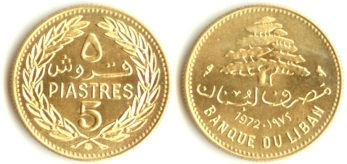 ٥
قروش
PIASTRES
5
مصرف لبنان
1972-١٩٧٢
BANQUE DU LIBAN